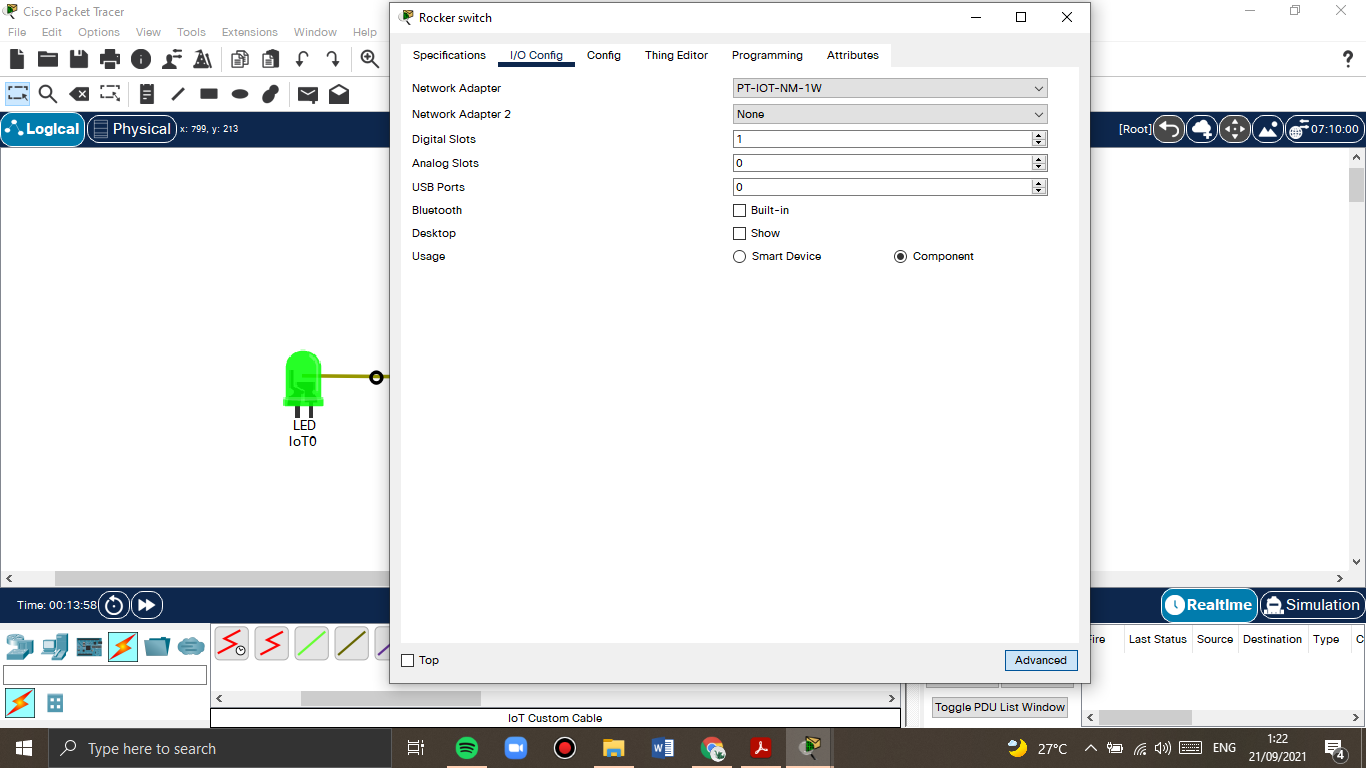 Cisco Packet Tracer
File Edit Options View Tools Extensions Window Help
Rocker switch
Specifications I/O Config Config Thing Editor Programming Attributes
Network Adapter PT-IOT-NM-1W
Network Adapter 2 None
Digital Slots 1
Analog Slots 0
USB Ports 0
Bluetooth Built-in
Desktop Show
Usage Smart Device Component
Top Advanced
?
Logical Physical x: 799, y: 213
[Root] 07:10:00
LED
IoT0
Time: 00:13:58
Realtime Simulation
Fire Last Status Source Destination Type C
Toggle PDU List Window
IoT Custom Cable
Type here to search
27°C ENG 1:22
21/09/2021
4